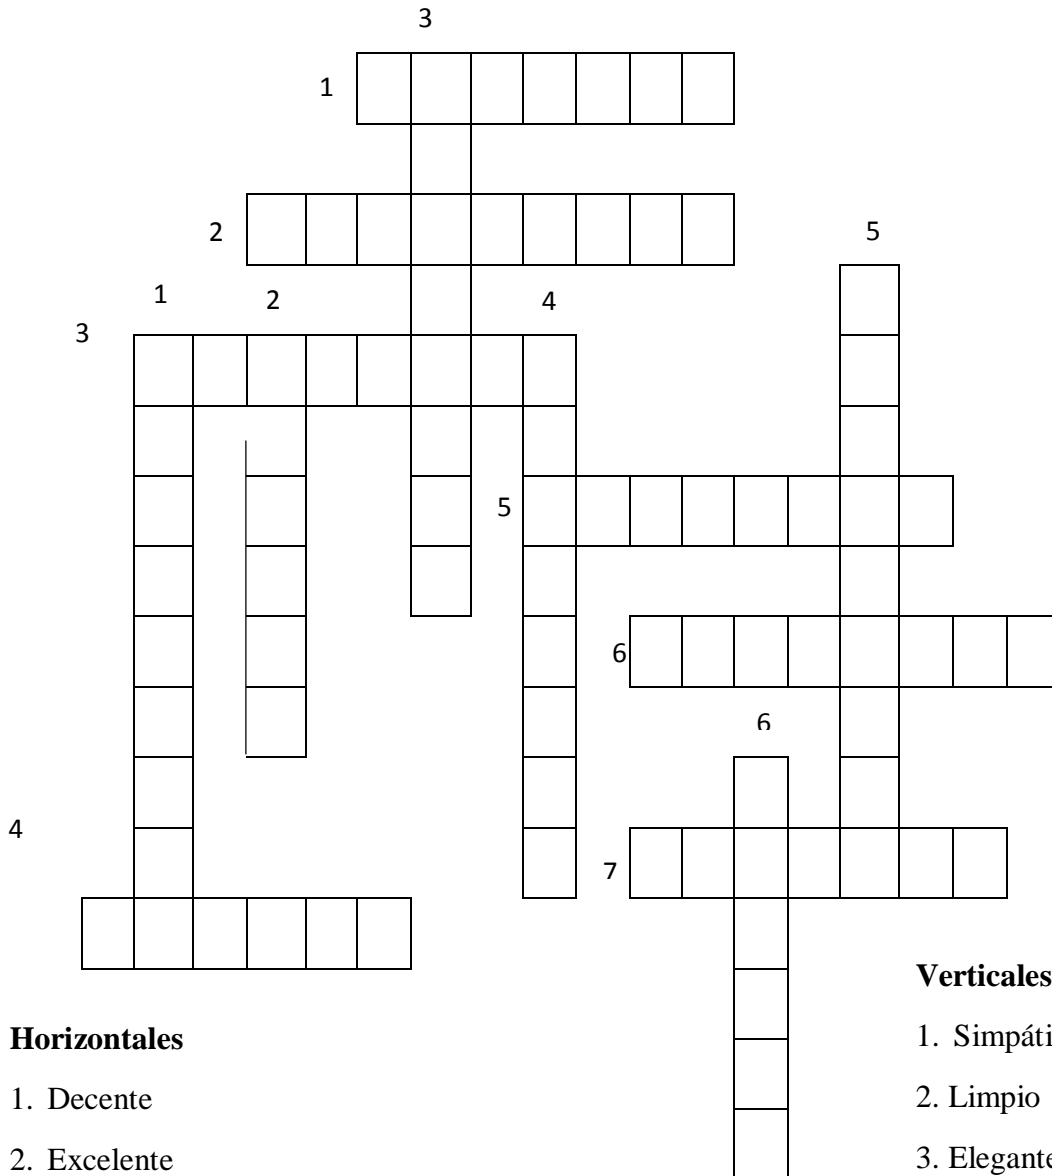 3
1
2
5
1
2
4
3
5
6
6
4
7
Verticales
Horizontales
1. Simpáti
1. Decente
2. Limpio
2. Excelente
3. Elegante